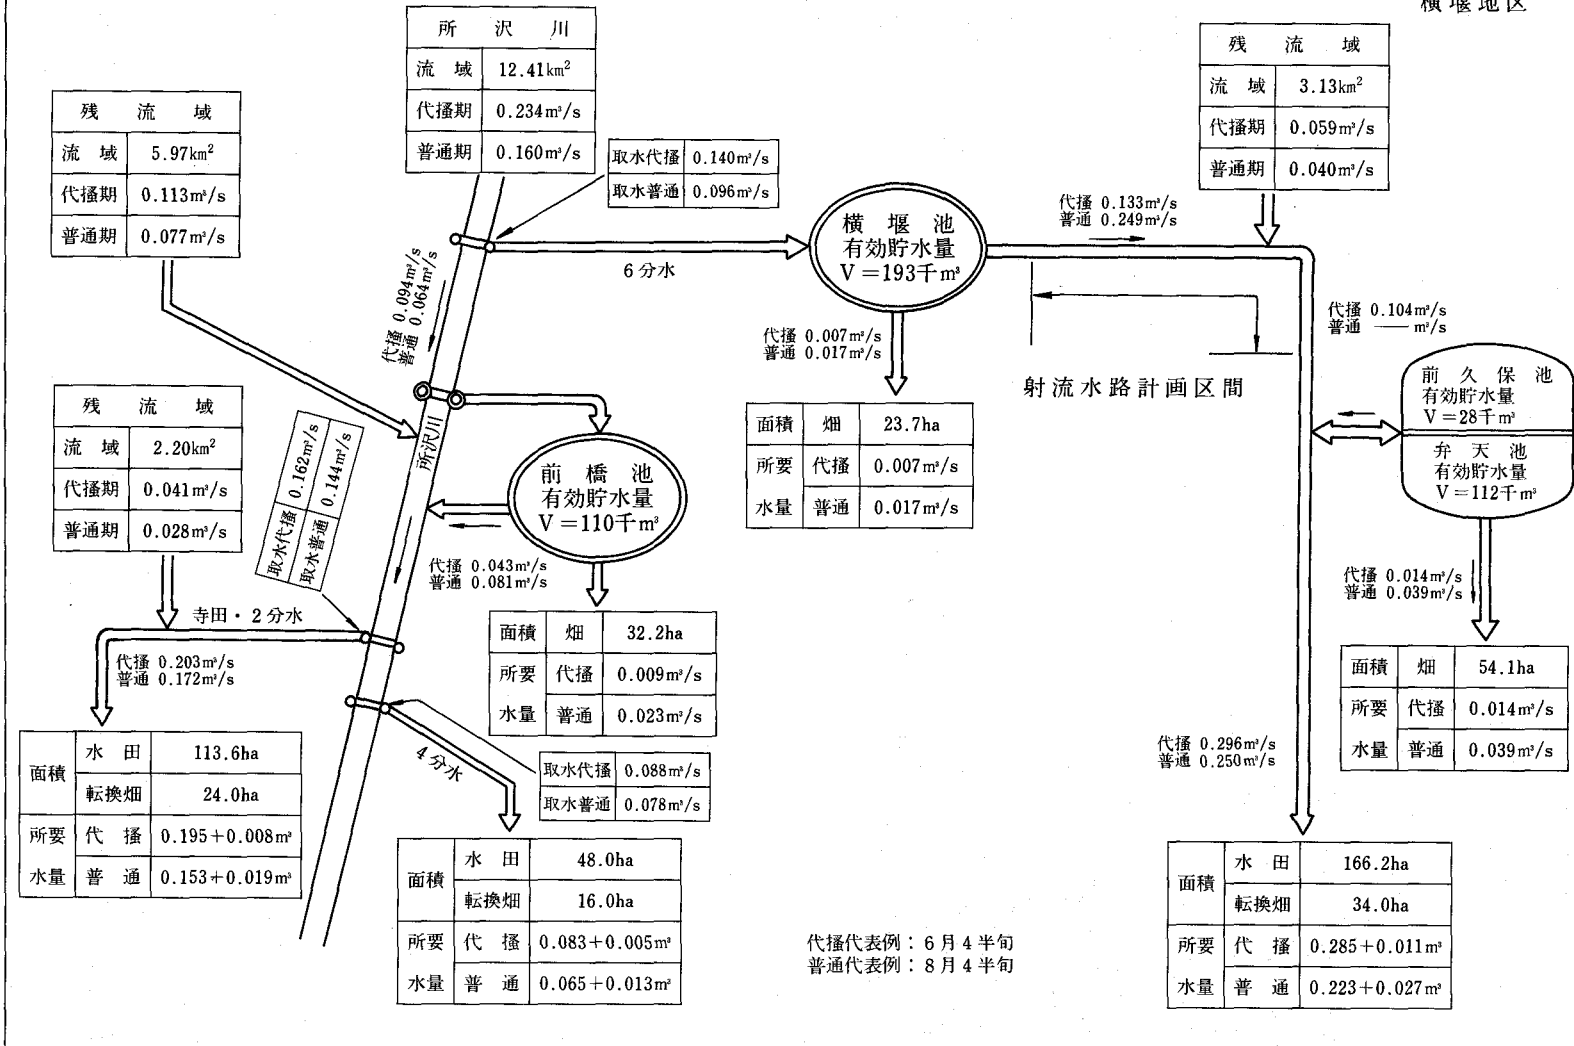 横堰地区
所沢川
流域 12.41km²
代掻期 0.234m³/s
普通期 0.160m³/s
残流域
流域 5.97km²
代掻期 0.113m³/s
普通期 0.077m³/s
残流域
流域 3.13km²
代掻期 0.059m³/s
普通期 0.040m³/s
取水代掻 0.140m³/s
取水普通 0.096m³/s
6分水
横堰池
有効貯水量
V＝193千m³
代掻 0.133m³/s
普通 0.249m³/s
代掻 0.094m³/s
普通 0.064m³/s
代掻 0.007m³/s
普通 0.017m³/s
射流水路計画区間
代掻 0.104m³/s
普通 ― m³/s
前久保池
有効貯水量
V＝28千m³
弁天池
有効貯水量
V＝112千m³
残流域
流域 2.20km²
代掻期 0.041m³/s
普通期 0.028m³/s
取水代掻 0.162m³/s
取水普通 0.144m³/s
所沢川
前橋池
有効貯水量
V＝110千m³
代掻 0.043m³/s
普通 0.081m³/s
面積 畑 23.7ha
所要 代掻 0.007m³/s
水量 普通 0.017m³/s
代掻 0.014m³/s
普通 0.039m³/s
寺田・2分水
代掻 0.203m³/s
普通 0.172m³/s
面積 畑 32.2ha
所要 代掻 0.009m³/s
水量 普通 0.023m³/s
面積 畑 54.1ha
所要 代掻 0.014m³/s
水量 普通 0.039m³/s
4分水
取水代掻 0.088m³/s
取水普通 0.078m³/s
代掻 0.296m³/s
普通 0.250m³/s
面積 水田 113.6ha
転換畑 24.0ha
所要 代掻 0.195+0.008m³
水量 普通 0.153+0.019m³
面積 水田 48.0ha
転換畑 16.0ha
所要 代掻 0.083+0.005m³
水量 普通 0.065+0.013m³
面積 水田 166.2ha
転換畑 34.0ha
所要 代掻 0.285+0.011m³
水量 普通 0.223+0.027m³
代掻代表例：6月4半旬
普通代表例：8月4半旬